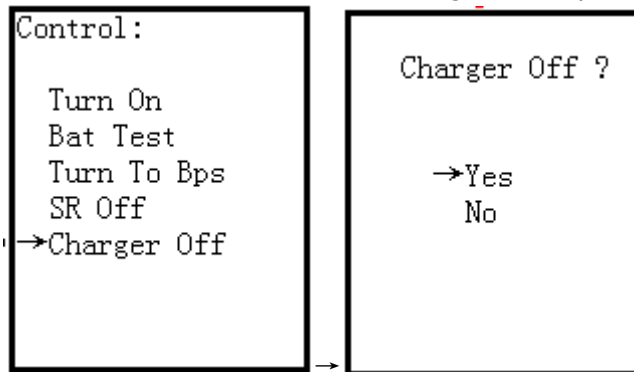 Control:
Turn On
Bat Test
Turn To Bps
SR Off
→Charger Off
→
Charger Off ?
→Yes
No